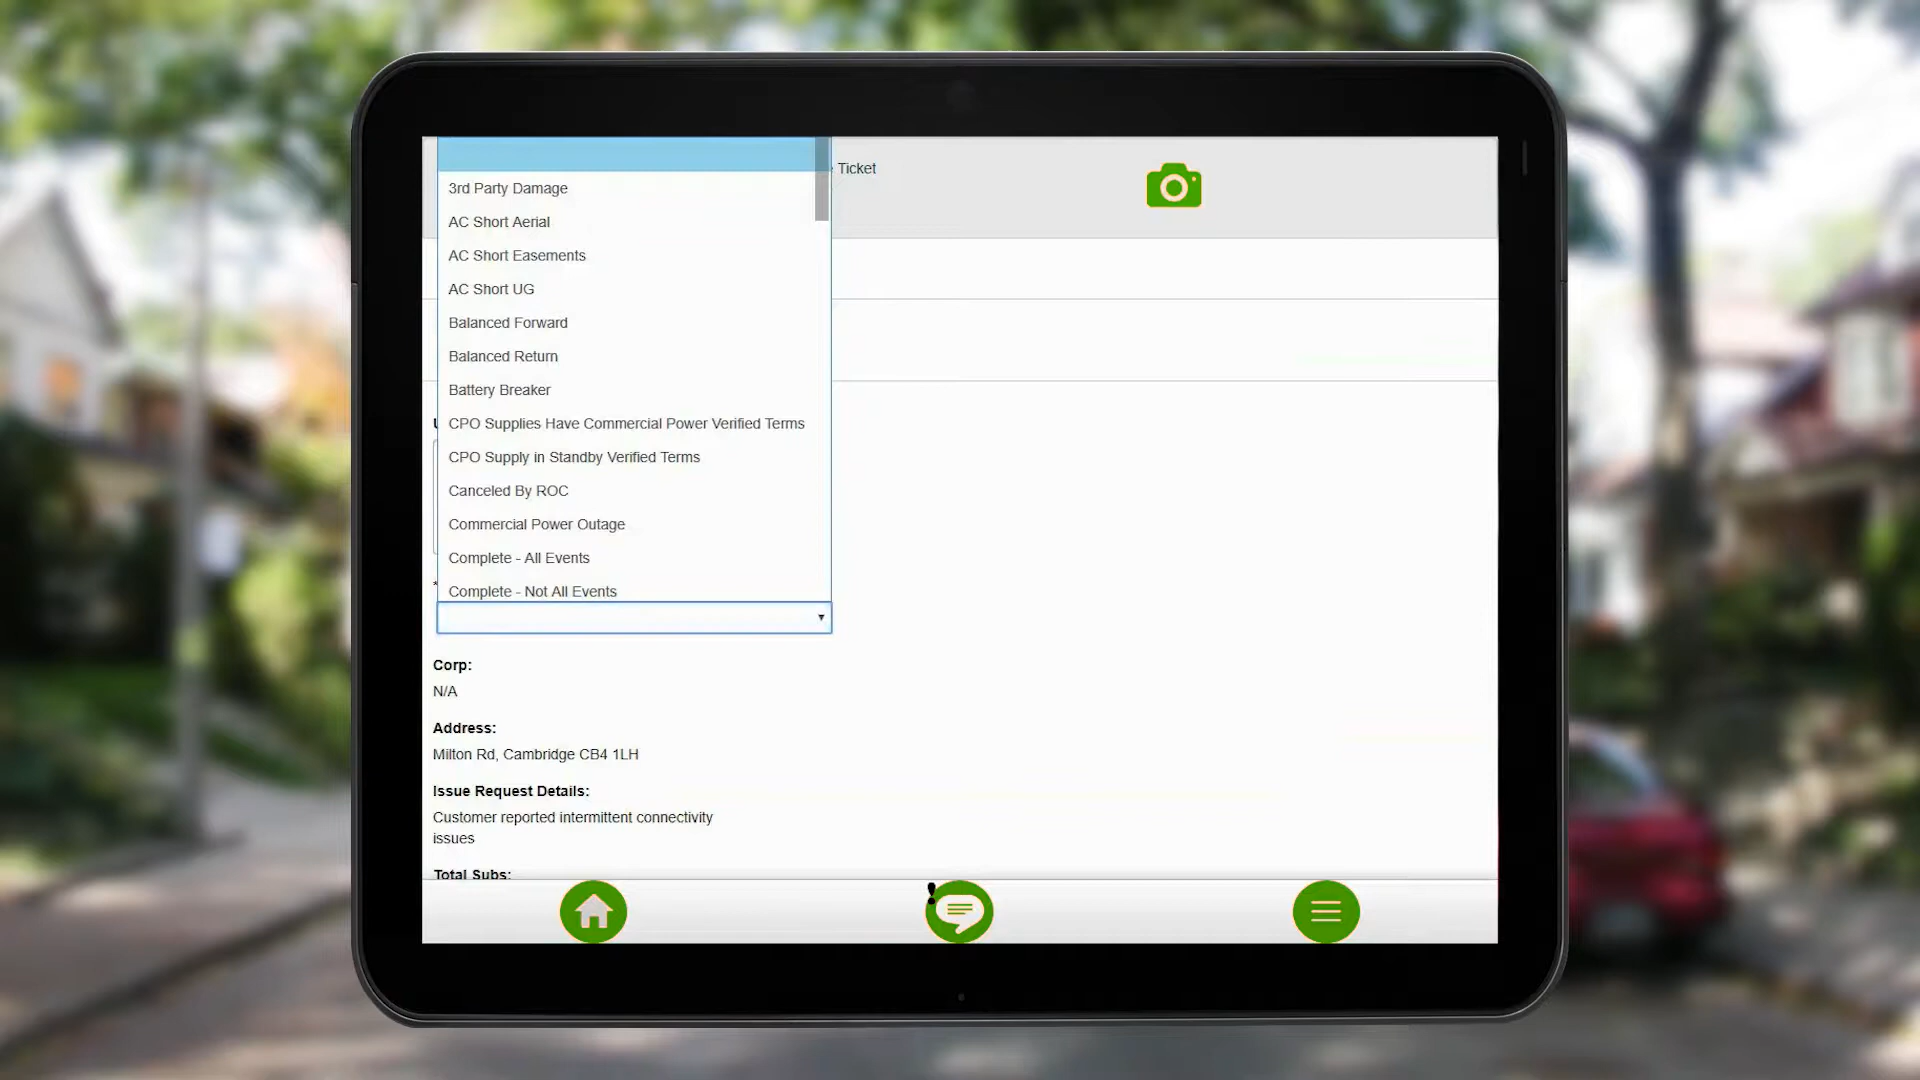 Ticket
3rd Party Damage
AC Short Aerial
AC Short Easements
AC Short UG
Balanced Forward
Balanced Return
Battery Breaker
CPO Supplies Have Commercial Power Verified Terms
CPO Supply in Standby Verified Terms
Canceled By ROC
Commercial Power Outage
Complete - All Events
Complete - Not All Events
*
Corp:
N/A
Address:
Milton Rd, Cambridge CB4 1LH
Issue Request Details:
Customer reported intermittent connectivity
issues
Total Subs:
!